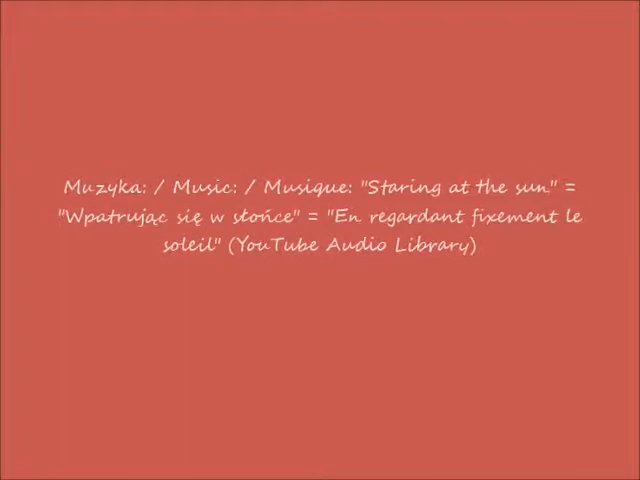 Muzyka: / Music: / Musique: "Staring at the sun" =
"Wpatrując się w słońce" = "En regardant fixement le
soleil" (YouTube Audio Library)